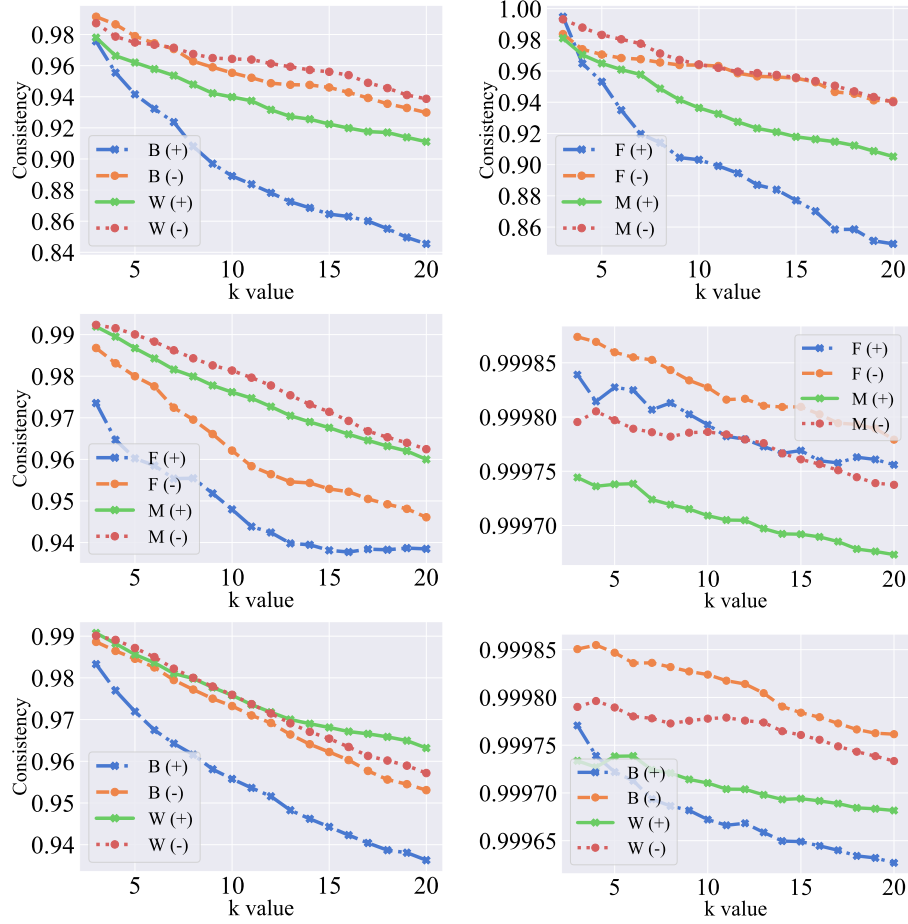 Consistency
0.98
0.96
0.94
0.92
0.90
0.88
0.86
0.84
B (+)
B (-)
W (+)
W (-)
5 10 15 20
k value
Consistency
1.00
0.98
0.96
0.94
0.92
0.90
0.88
0.86
F (+)
F (-)
M (+)
M (-)
5 10 15 20
k value
0.99
0.98
0.97
0.96
0.95
0.94
F (+)
F (-)
M (+)
M (-)
5 10 15 20
k value
0.99985
0.99980
0.99975
0.99970
F (+)
F (-)
M (+)
M (-)
5 10 15 20
k value
Consistency
0.99
0.98
0.97
0.96
0.95
0.94
B (+)
B (-)
W (+)
W (-)
5 10 15 20
k value
0.99985
0.99980
0.99975
0.99970
0.99965
B (+)
B (-)
W (+)
W (-)
5 10 15 20
k value